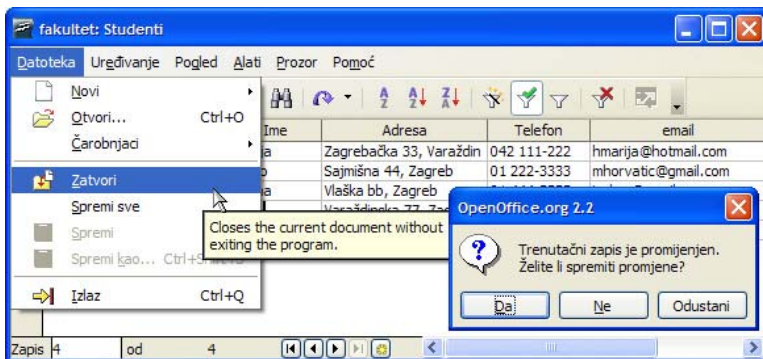 fakultet: Studenti
Datoteka Uređivanje Pogled Alati Prozor Pomoć
Novi
Otvori... Ctrl+O
Čarobnjaci
Zatvori
Spremi sve
Spremi
Spremi kao...
Izlaz Ctrl+Q
Ime Adresa Telefon email
Zagrebačka 33, Varaždin 042 111-222 hmarija@hotmail.com
Sajmišna 44, Zagreb 01 222-3333 mhorvatic@gmail.com
Vlaška bb, Zagreb
Closes the current document without
exiting the program.
OpenOffice.org 2.2
Trenutačni zapis je promijenjen.
Želite li spremiti promjene?
Da Ne Odustani
Zapis 4 od 4